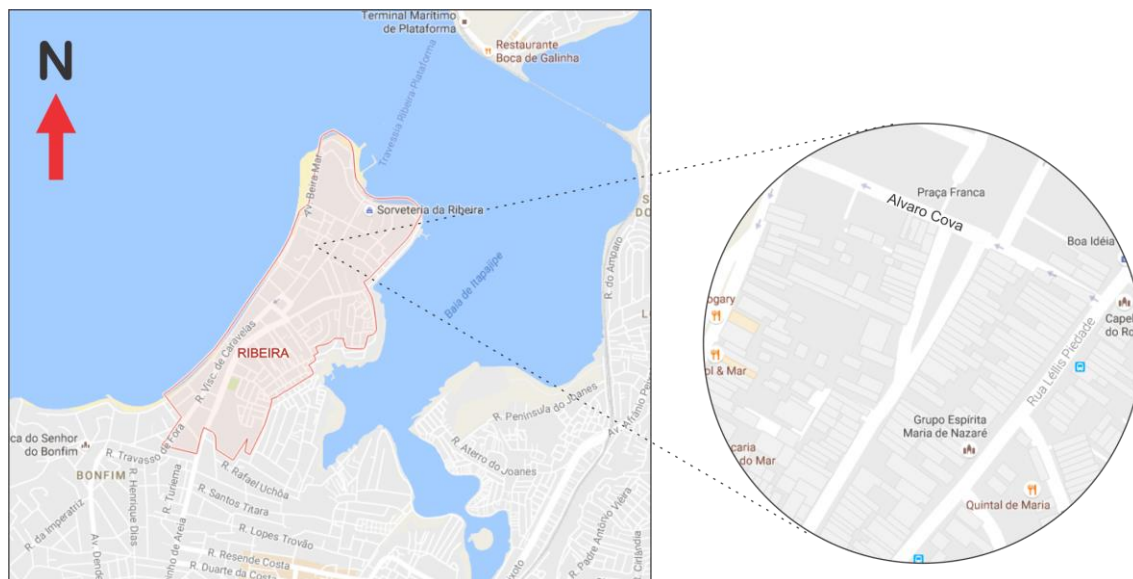 N
Terminal Marítimo
de Plataforma
Restaurante
Boca de Galinha
Travessia Ribeira-Plataforma
Av. Beira Mar
Sorveteria da Ribeira
R. do Amparo
Baía de Itapajipe
R. Visc. de Caravelas
RIBEIRA
R. Península do Joanes
R. Aterro do Joanes
ca do Senhor
do Bonfim
BONFIM
R. Travasso de Fora
R. Turiema
R. Henrique Dias
R. da Imperatriz
R. Rafael Uchôa
R. Santos Titara
R. Lopes Trovão
R. Resende Costa
R. Duarte da Costa
R. Padre Antônio Vieira
Praça Franca
Alvaro Cova
Boa Idéia
ogary
Capel
do Ro
ol & Mar
Rua Léllis Piedade
Grupo Espírita
Maria de Nazaré
caria
do Mar
Quintal de Maria